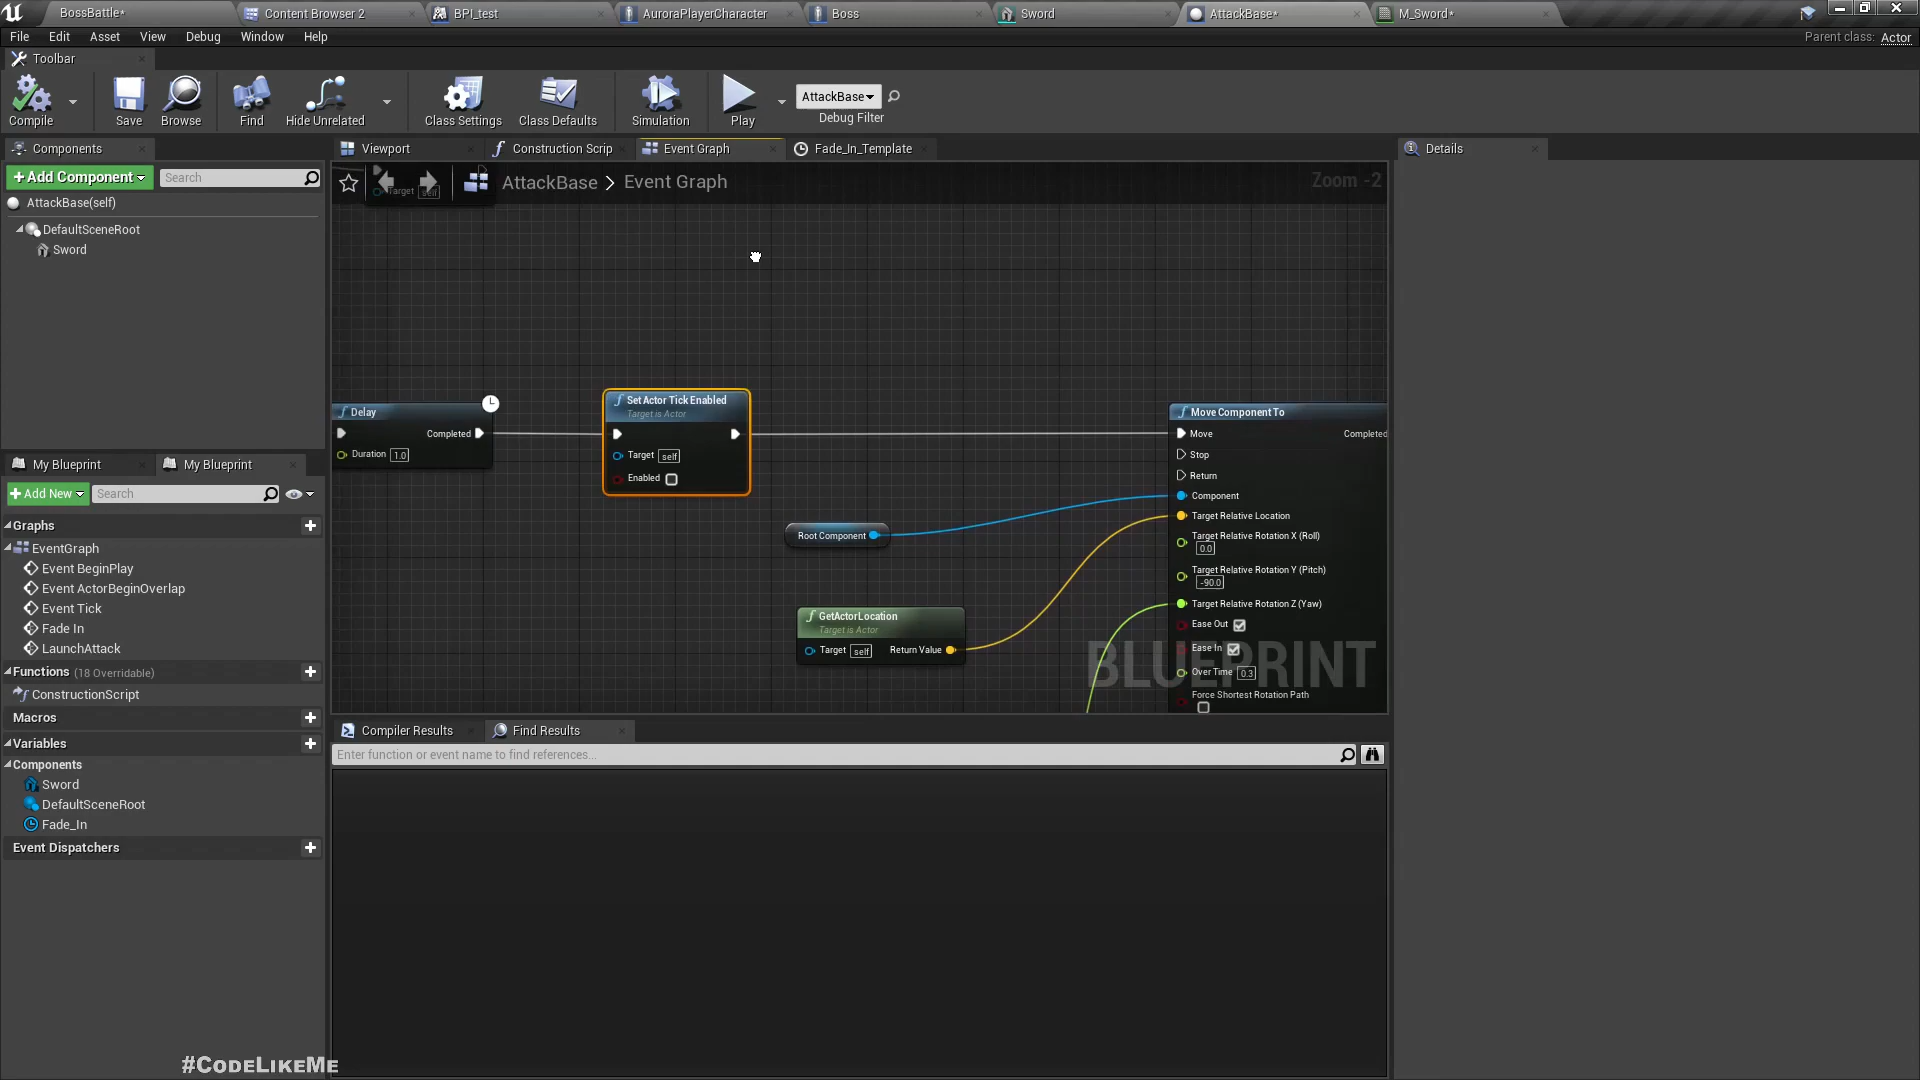 BossBattle*
Content Browser 2
BPI_test
AuroraPlayerCharacter
Boss
Sword
AttackBase*
M_Sword*
File
Edit
Asset
View
Debug
Window
Help
Parent class: Actor
Toolbar
Compile
Save
Browse
Find
Hide Unrelated
Class Settings
Class Defaults
Simulation
Play
AttackBase
Debug Filter
Components
Viewport
Construction Scrip
Event Graph
Fade_In_Template
Details
+Add Component
Search
AttackBase > Event Graph
Zoom -2
Target self
AttackBase(self)
DefaultSceneRoot
Sword
Delay
Completed
Duration 1.0
Set Actor Tick Enabled
Target is Actor
Target self
Enabled
Root Component
GetActorLocation
Target is Actor
Target self
Return Value
Move Component To
Move
Completed
Stop
Return
Component
Target Relative Location
Target Relative Rotation X (Roll)
0.0
Target Relative Rotation Y (Pitch)
-90.0
Target Relative Rotation Z (Yaw)
Ease Out
Ease In
Over Time 0.3
Force Shortest Rotation Path
BLUEPRINT
My Blueprint
My Blueprint
+Add New
Search
Graphs
EventGraph
Event BeginPlay
Event ActorBeginOverlap
Event Tick
Fade In
LaunchAttack
Functions (18 Overridable)
ConstructionScript
Macros
Variables
Components
Sword
DefaultSceneRoot
Fade_In
Event Dispatchers
Compiler Results
Find Results
Enter function or event name to find references...
#CodeLikeMe